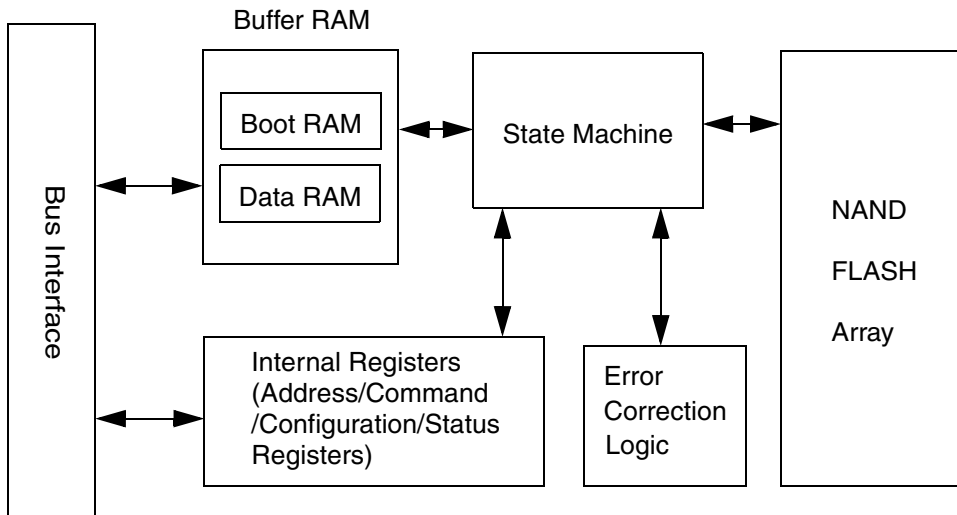 Buffer RAM
Bus Interface
Boot RAM
Data RAM
State Machine
NAND
FLASH
Array
Internal Registers
(Address/Command
/Configuration/Status
Registers)
Error
Correction
Logic